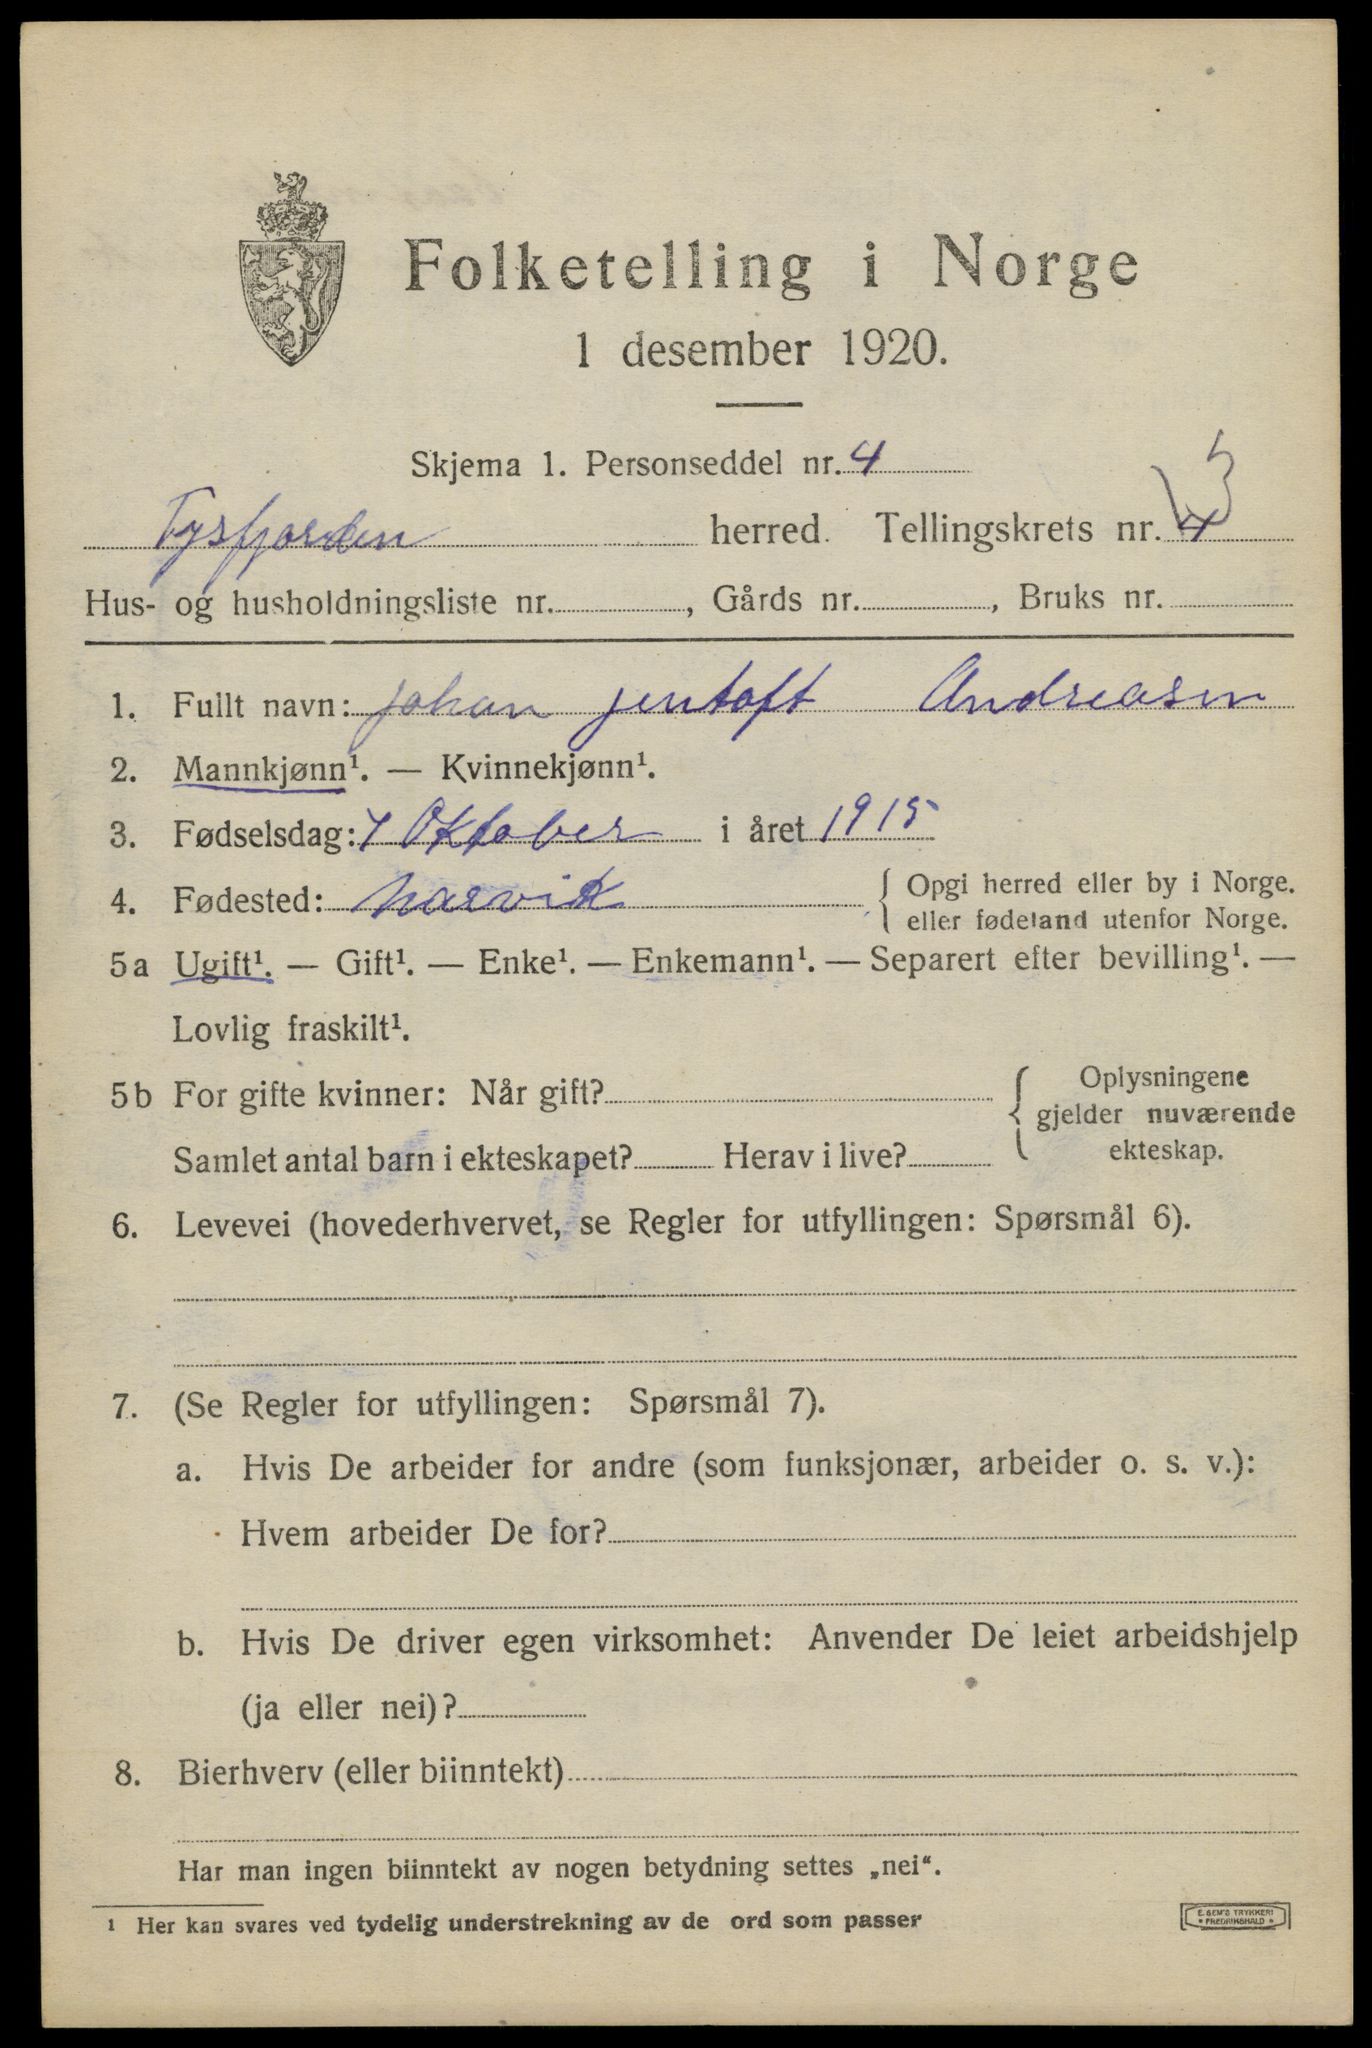 Folketelling i Norge
1 desember 1920.
Skjema 1. Personseddel nr. 4
Tysfjorden herred. Tellingskrets nr. 4
Hus- og husholdningsliste nr. , Gårds nr. , Bruks nr.
1. Fullt navn: Johan Jentoft Andreasen
2. Mannkjønn¹. — Kvinnekjønn¹.
3. Fødselsdag: 7 Oktober i året 1915
4. Fødested: Narvik { Opgi herred eller by i Norge.
eller fødeland utenfor Norge.
5a Ugift¹. — Gift¹. — Enke¹. — Enkemann¹. — Separert efter bevilling¹. —
Lovlig fraskilt¹.
5b For gifte kvinner: Når gift? { Oplysningene
gjelder nuværende
Samlet antal barn i ekteskapet? Herav i live? ekteskap.
6. Levevei (hovederhvervet, se Regler for utfyllingen: Spørsmål 6).
7. (Se Regler for utfyllingen: Spørsmål 7).
a. Hvis De arbeider for andre (som funksjonær, arbeider o. s. v.):
Hvem arbeider De for?
b. Hvis De driver egen virksomhet: Anvender De leiet arbeidshjelp
(ja eller nei)?
8. Bierhverv (eller biinntekt)
Har man ingen biinntekt av nogen betydning settes „nei“.
¹ Her kan svares ved tydelig understrekning av de ord som passer
E. SEM'S TRYKKERI
* FREDRIKSHALD *